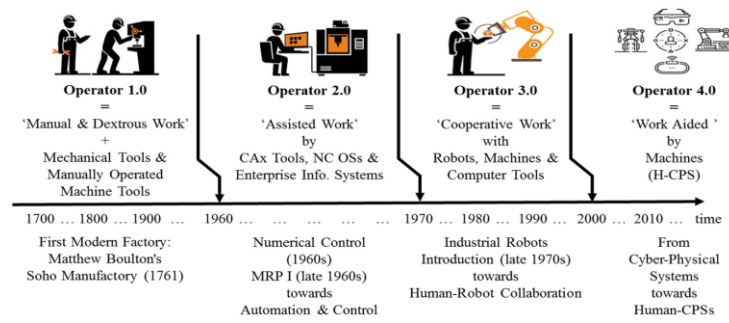 Operator 1.0
=
‘Manual & Dextrous Work’
+
Mechanical Tools &
Manually Operated
Machine Tools
Operator 2.0
=
‘Assisted Work’
by
CAx Tools, NC OSs &
Enterprise Info. Systems
Operator 3.0
=
‘Cooperative Work’
with
Robots, Machines &
Computer Tools
Operator 4.0
=
‘Work Aided ’
by
Machines
(H-CPS)
1700 … 1800 … 1900 … … 1960 … … … … … 1970 … 1980 … 1990 … 2000 … 2010 … time
First Modern Factory:
Matthew Boulton's
Soho Manufactory (1761)
Numerical Control
(1960s)
MRP I (late 1960s)
towards
Automation & Control
Industrial Robots
Introduction (late 1970s)
towards
Human-Robot Collaboration
From
Cyber-Physical
Systems
towards
Human-CPSs